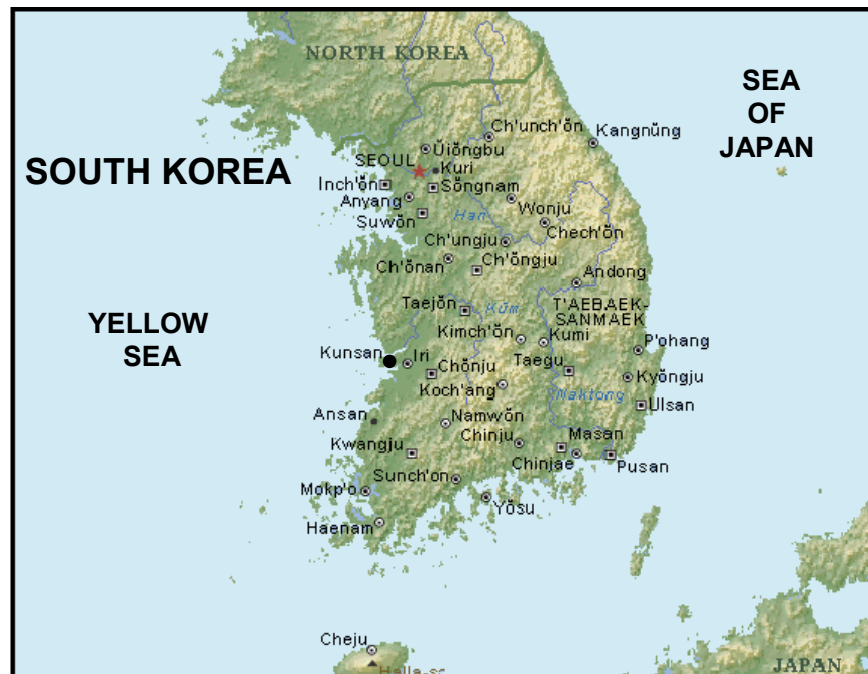 NORTH KOREA
SEA
OF
JAPAN
Ch'unch'ŏn
Kangnŭng
Ŭiŏngbu
SEOUL
Kuri
SOUTH KOREA
Inch'ŏn
Sŏngnam
Anyang
Wonju
Suwŏn
Han
Chech'ŏn
Ch'ungju
Ch'ŏnan
Ch'ŏngju
Andong
Taejŏn
Kŭm
T'AEBAEK-
SANMAEK
YELLOW
SEA
Kimch'ŏn
Kumi
P'ohang
Kunsan
Iri
Taegu
Chŏnju
Kyŏngju
Koch'ang
Naktong
Ulsan
Ansan
Namwŏn
Chinju
Masan
Kwangju
Chinjae
Pusan
Sunch'on
Mokp'o
Yŏsu
Haenam
Cheju
JAPAN